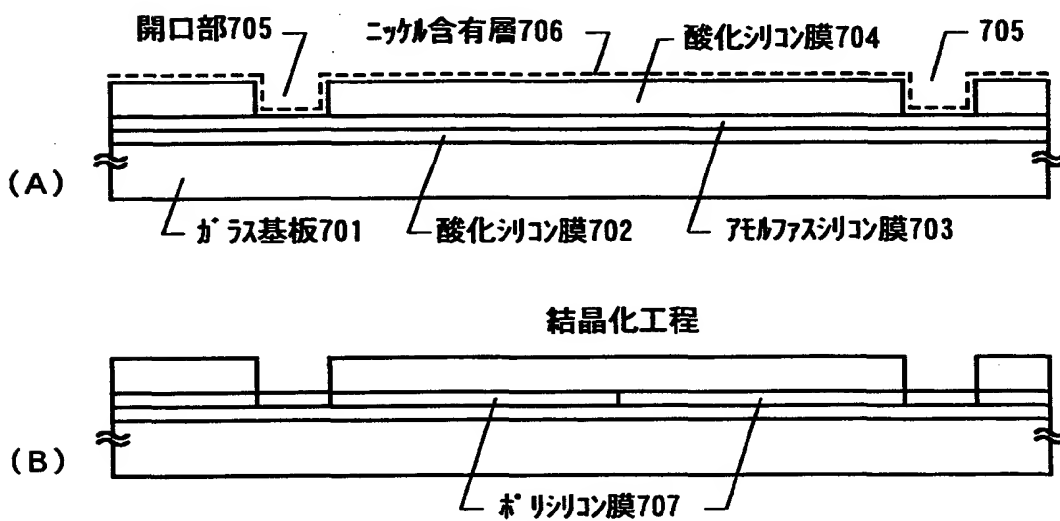 開口部705
ニッケル含有層706
酸化シリコン膜704
705
(A)
ガラス基板701
酸化シリコン膜702
アモルファスシリコン膜703
結晶化工程
(B)
ポリシリコン膜707